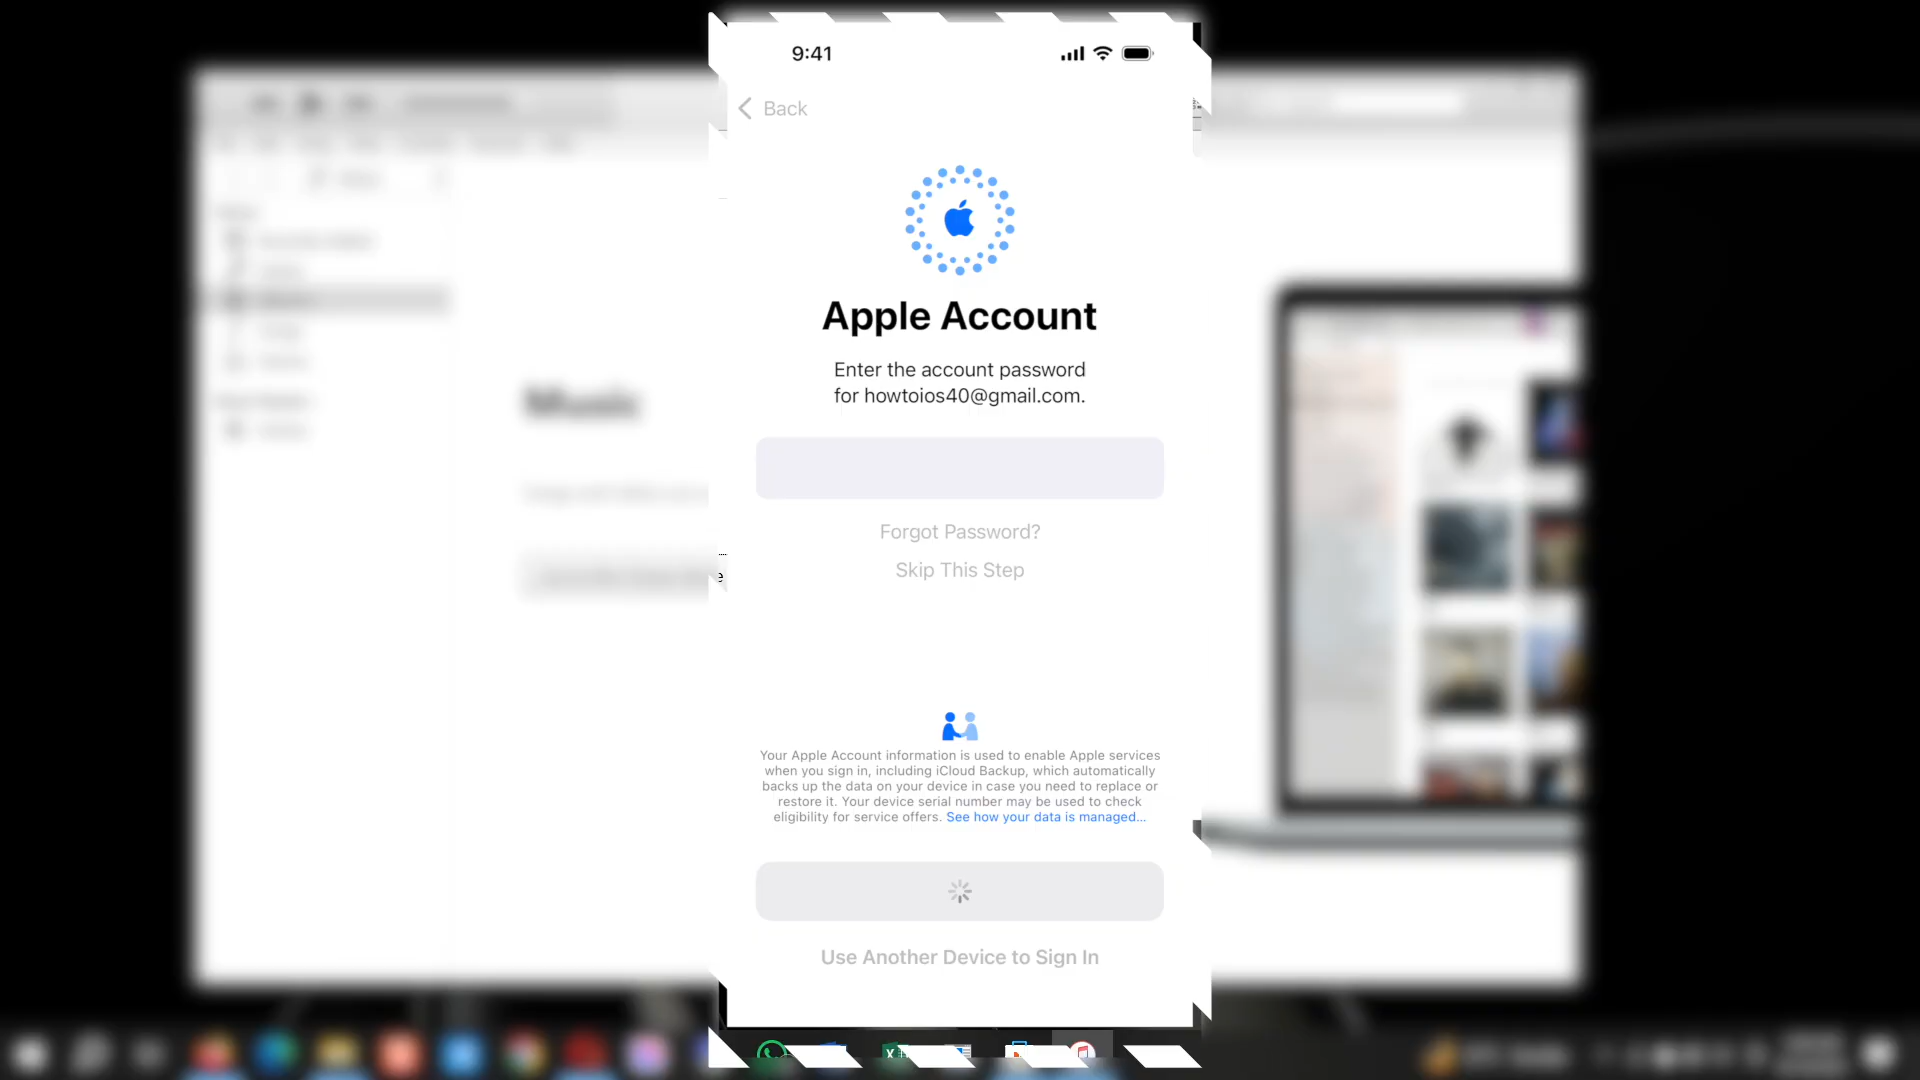 9:41
Back
Apple Account
Enter the account password
for howtoios40@gmail.com.
Forgot Password?
Skip This Step
Your Apple Account information is used to enable Apple services
when you sign in, including iCloud Backup, which automatically
backs up the data on your device in case you need to replace or
restore it. Your device serial number may be used to check
eligibility for service offers. See how your data is managed...
Use Another Device to Sign In
Music